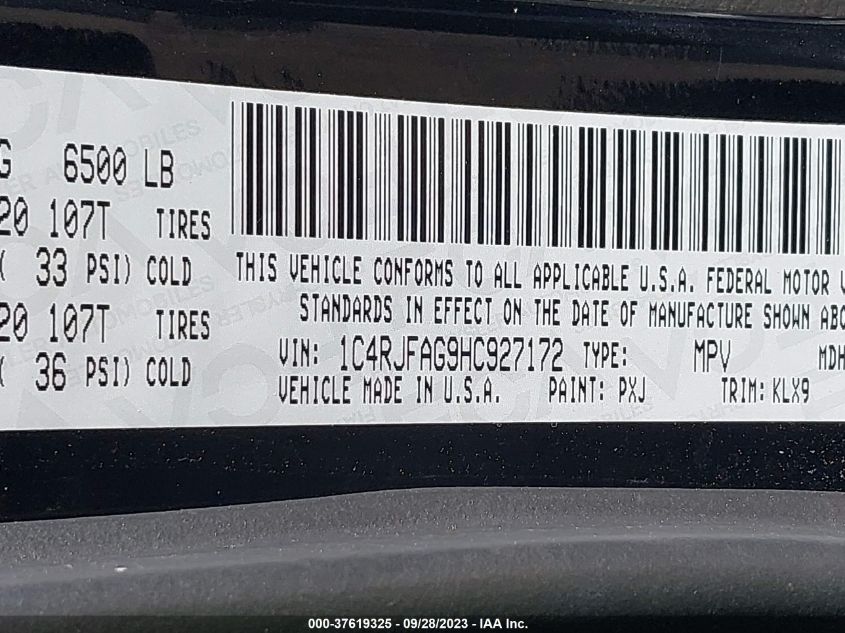 G 6500 LB
20 107T TIRES
( 33 PSI) COLD
20 107T TIRES
( 36 PSI) COLD
THIS VEHICLE CONFORMS TO ALL APPLICABLE U.S.A. FEDERAL MOTOR V
STANDARDS IN EFFECT ON THE DATE OF MANUFACTURE SHOWN ABO
VIN: 1C4RJFAG9HC927172 TYPE: MPV MDH
VEHICLE MADE IN U.S.A. PAINT: PXJ TRIM: KLX9
000-37619325 - 09/28/2023 - IAA Inc.